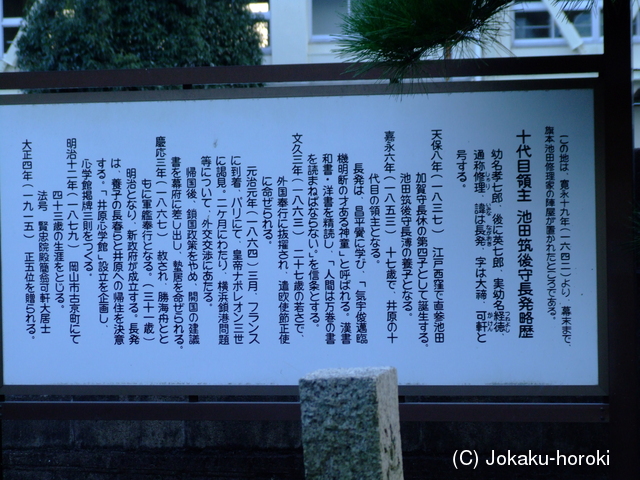 この地は、寛永十九年（一六四二）より、幕末まで、
旗本池田修理家の陣屋が置かれたところである。
十代目領主 池田筑後守長発略歴
幼名孝七郎、後に英七郎、実幼名経徳
つねよし
通称修理、諱は長発、字は大蹄、可軒と
かけん
号する。
天保八年（一八三七） 江戸西窪で直参池田
加賀守長休の第四子として誕生する。
池田筑後守長溥の養子となる。
嘉永六年（一八五三） 十七歳で、井原の十
代目の領主となる。
長発は、昌平黌に学び、「気宇俊邁臨
機明断の才ある神童」と呼ばれる。漢書
和書・洋書を精読し、「人間は万巻の書
を読まねばならない。」を信条とする。
文久三年（一八六三） 二十七歳の若さで、
外国奉行に抜擢され、遣欧使節正使
に命ぜられる。
元治元年（一八六四）三月、フランス
に到着、パリにて、皇帝ナポレオン三世
に謁見、二ケ月にわたり、横浜鎖港問題
等について、外交交渉にあたる。
帰国後、鎖国政策をやめ、開国の建議
書を幕府に差し出し、蟄居を命ぜられる。
慶応三年（一八六七） 赦され、勝海舟とと
もに軍艦奉行となる。（三十一歳）
明治となり、新政府が成立する。長発
は、養子の長春らと井原への帰住を決意
する。「井原心学館」設立を企画し、
心学館掲稗三則をつくる。
明治十二年（一八七九） 岡山市古京町にて
四十三歳の生涯をとじる。
法号 賢忠院殿簡翁可軒大居士
大正四年（一九一五） 正五位を贈られる。
(C) Jokaku-horoki